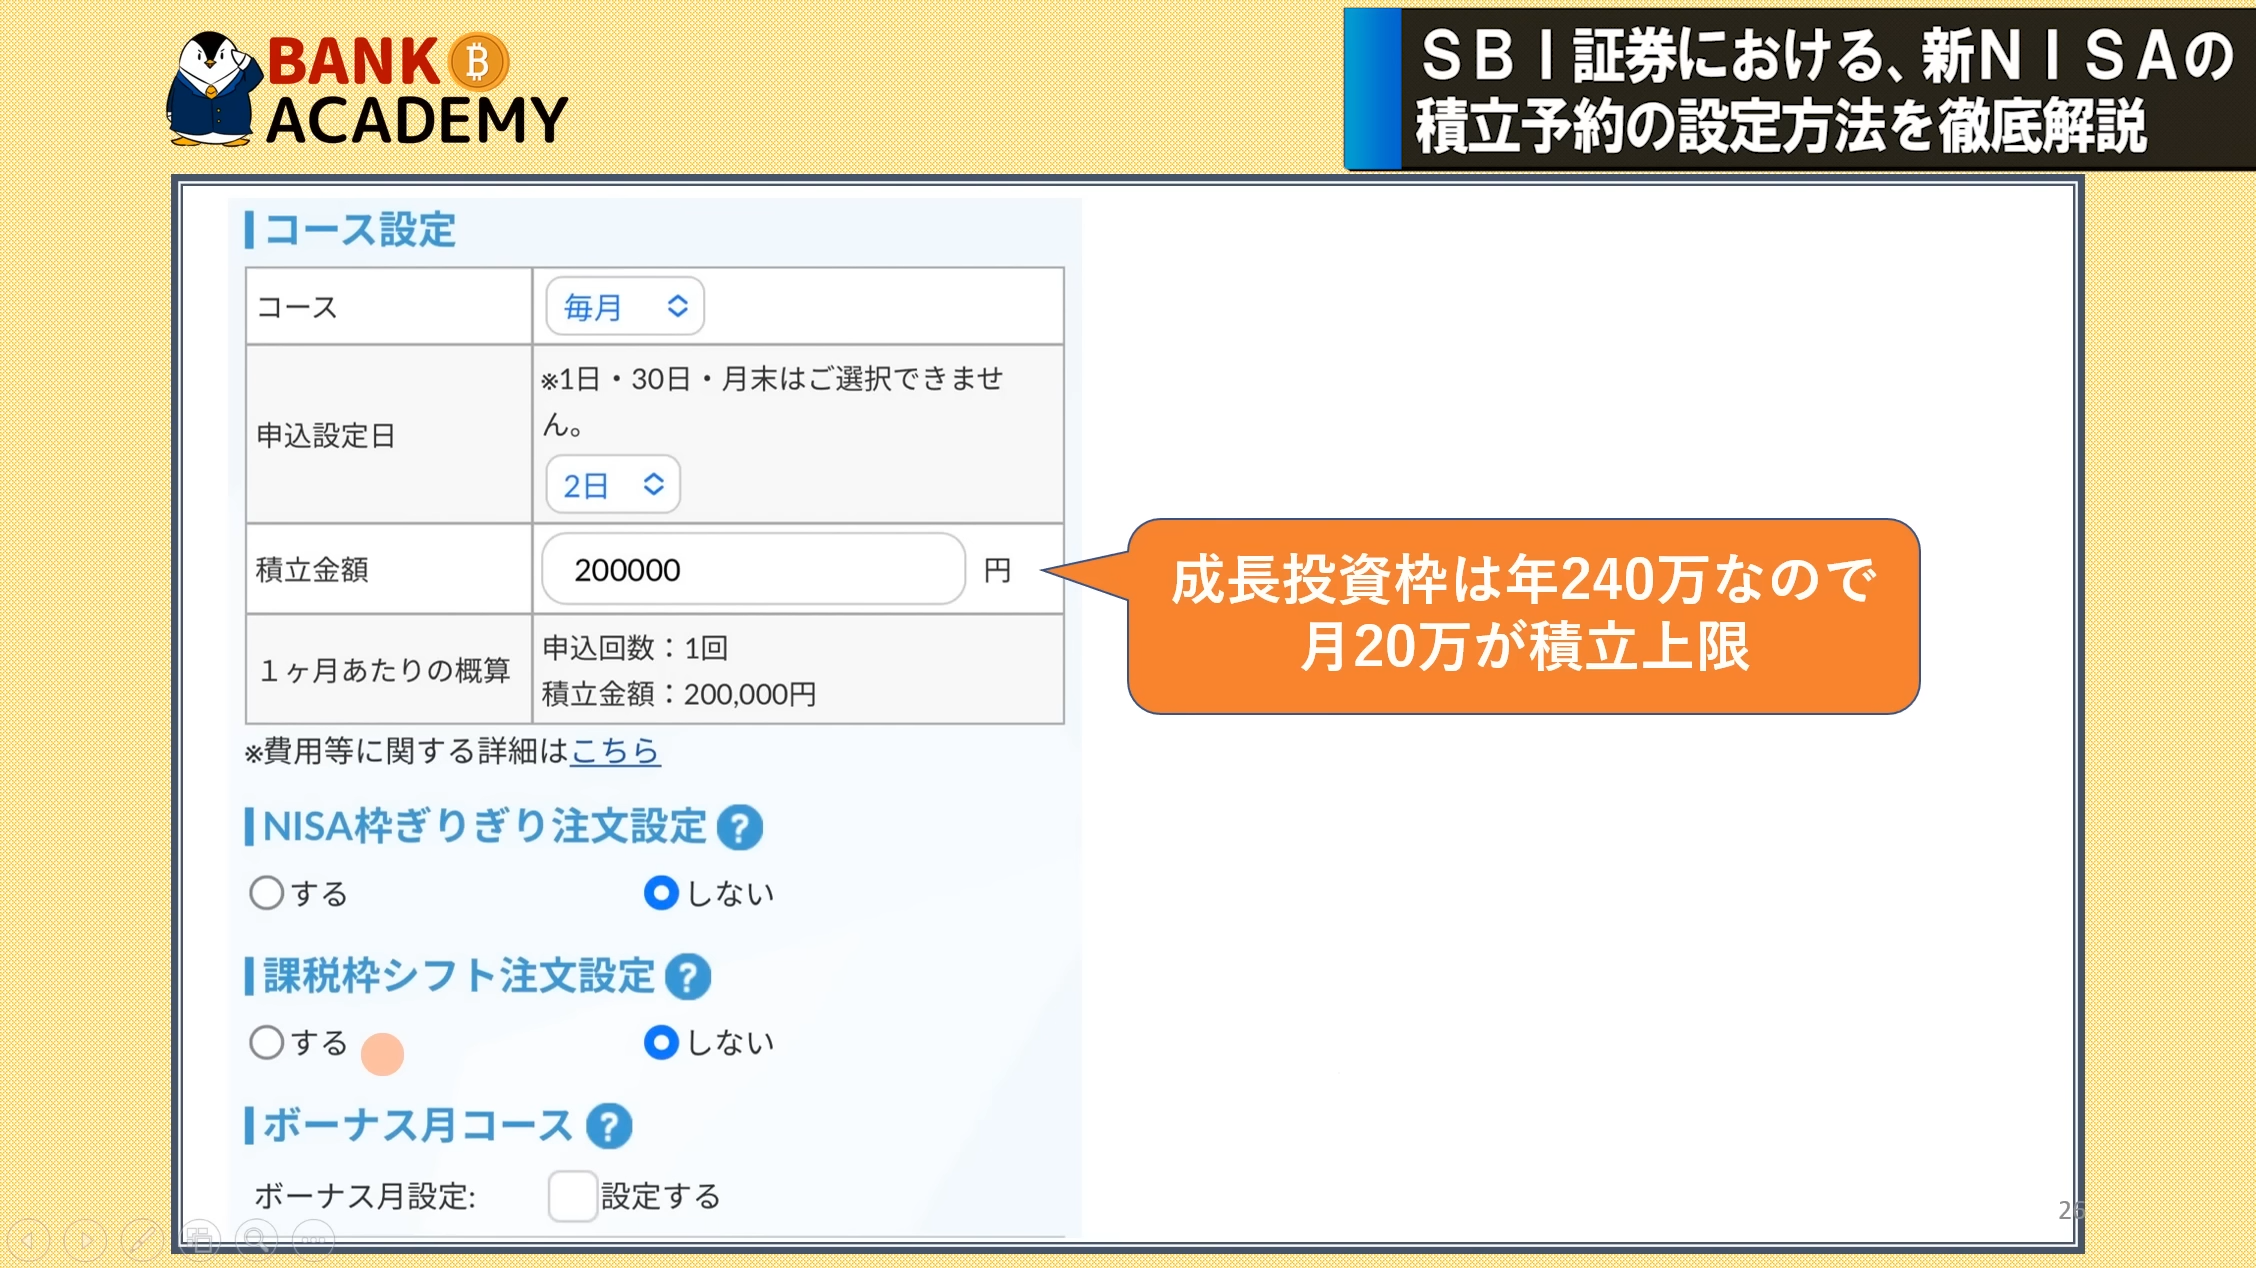 BANK
ACADEMY
SBI証券における、新NISAの
積立予約の設定方法を徹底解説
コース設定
コース
毎月
申込設定日
※1日・30日・月末はご選択できませ
ん。
2日
積立金額
200000
円
成長投資枠は年240万なので
月20万が積立上限
１ヶ月あたりの概算
申込回数：1回
積立金額：200,000円
※費用等に関する詳細はこちら
NISA枠ぎりぎり注文設定 ?
する
しない
課税枠シフト注文設定 ?
する
しない
ボーナス月コース ?
ボーナス月設定:
設定する